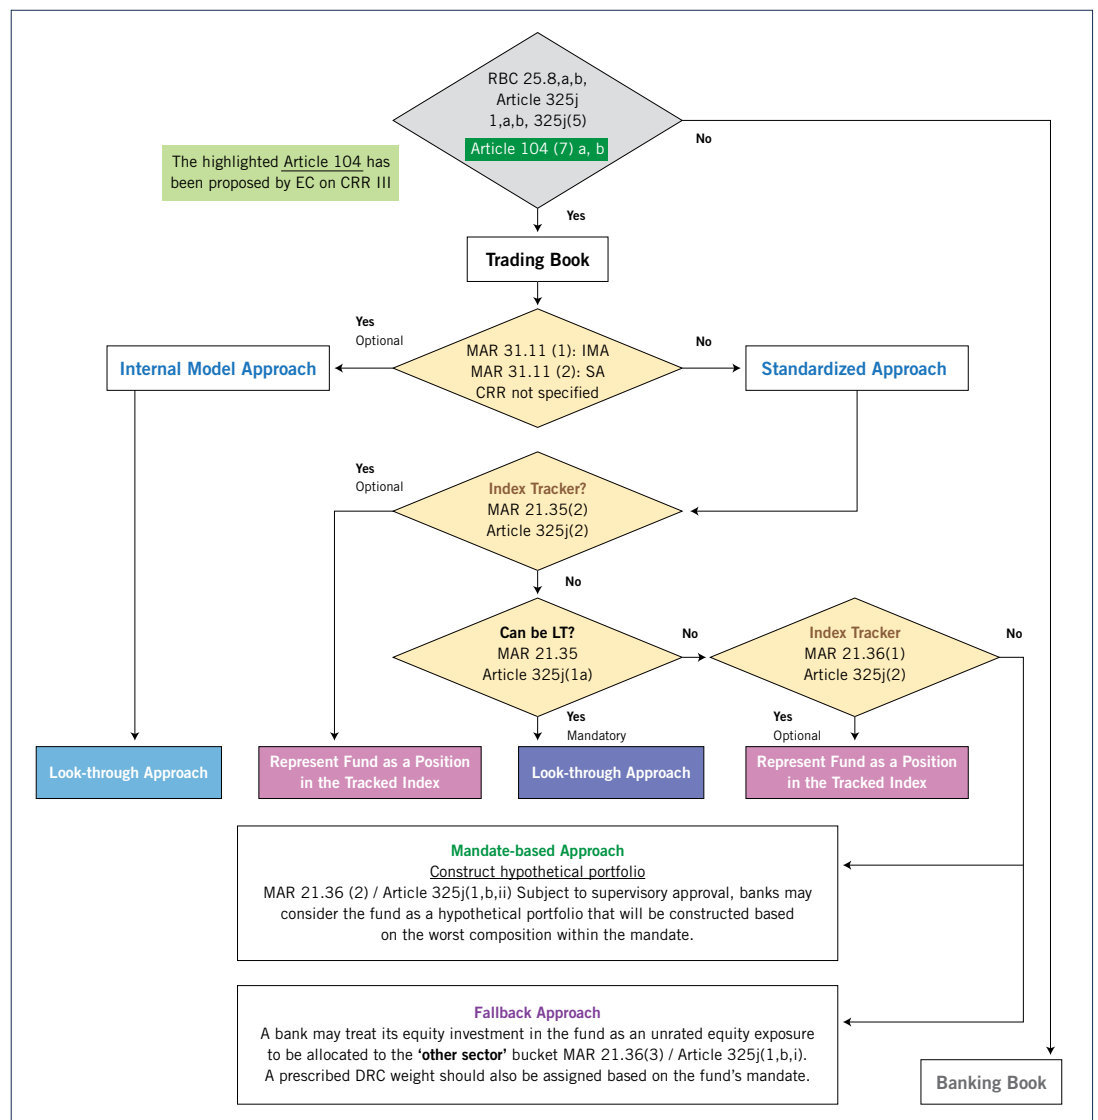 RBC 25.8,a,b,
Article 325j
1,a,b, 325j(5)
Article 104 (7) a, b
No
The highlighted Article 104 has
been proposed by EC on CRR III
Yes
Trading Book
Yes
Optional
No
MAR 31.11 (1): IMA
MAR 31.11 (2): SA
CRR not specified
Internal Model Approach
Standardized Approach
Yes
Optional
Index Tracker?
MAR 21.35(2)
Article 325j(2)
No
Can be LT?
MAR 21.35
Article 325j(1a)
No
Index Tracker
MAR 21.36(1)
Article 325j(2)
No
Yes
Mandatory
Yes
Optional
Look-through Approach
Represent Fund as a Position
in the Tracked Index
Look-through Approach
Represent Fund as a Position
in the Tracked Index
Mandate-based Approach
Construct hypothetical portfolio
MAR 21.36 (2) / Article 325j(1,b,ii) Subject to supervisory approval, banks may
consider the fund as a hypothetical portfolio that will be constructed based
on the worst composition within the mandate.
Fallback Approach
A bank may treat its equity investment in the fund as an unrated equity exposure
to be allocated to the ‘other sector’ bucket MAR 21.36(3) / Article 325j(1,b,i).
A prescribed DRC weight should also be assigned based on the fund’s mandate.
Banking Book